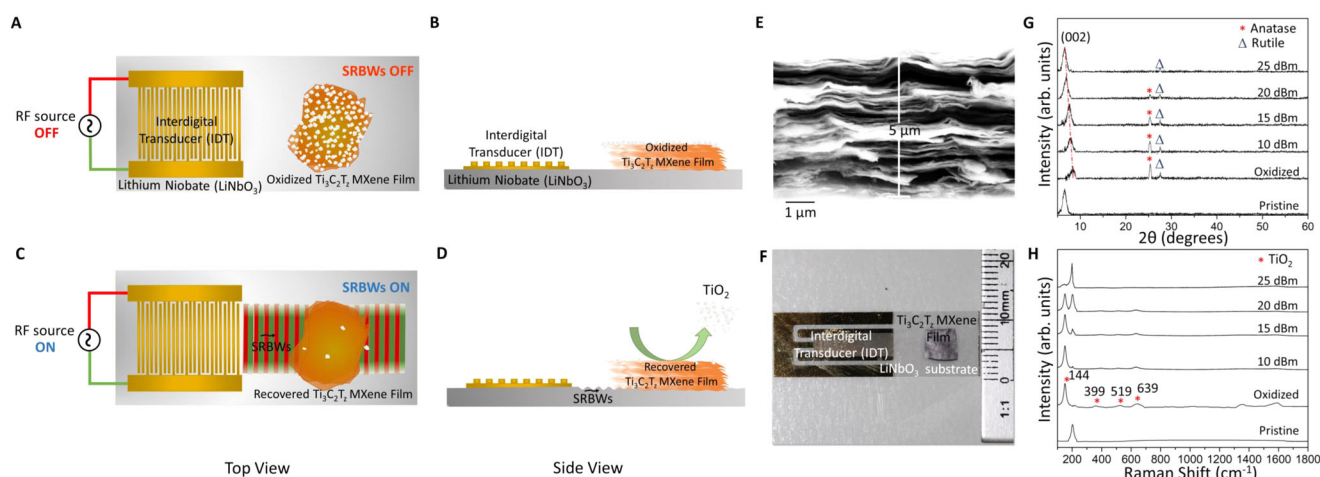 A
SRBWs OFF
RF source
OFF
Interdigital
Transducer (IDT)
Lithium Niobate (LiNbO₃)
Oxidized Ti₃C₂T𝓏 MXene Film
B
Interdigital
Transducer (IDT)
Lithium Niobate (LiNbO₃)
Oxidized
Ti₃C₂T𝓏 MXene Film
C
SRBWs ON
RF source
ON
SRBWs
Recovered Ti₃C₂T𝓏 MXene Film
Top View
D
TiO₂
Recovered
Ti₃C₂T𝓏 MXene Film
SRBWs
Side View
E
5 µm
1 µm
F
Ti₃C₂T𝓏 MXene
Film
Interdigital
Transducer (IDT)
LiNbO₃ substrate
20
10mm
0
1:1
G
(002)
* Anatase
Δ Rutile
Δ
25 dBm
* Δ
20 dBm
* Δ
15 dBm
* Δ
10 dBm
* Δ
Oxidized
Pristine
Intensity (arb. units)
10 20 30 40 50 60
2θ (degrees)
H
* TiO₂
25 dBm
20 dBm
15 dBm
10 dBm
* 144
399 519 639
* * *
Oxidized
Pristine
Intensity (arb. units)
200 400 600 800 1000 1200 1400 1600 1800
Raman Shift (cm⁻¹)